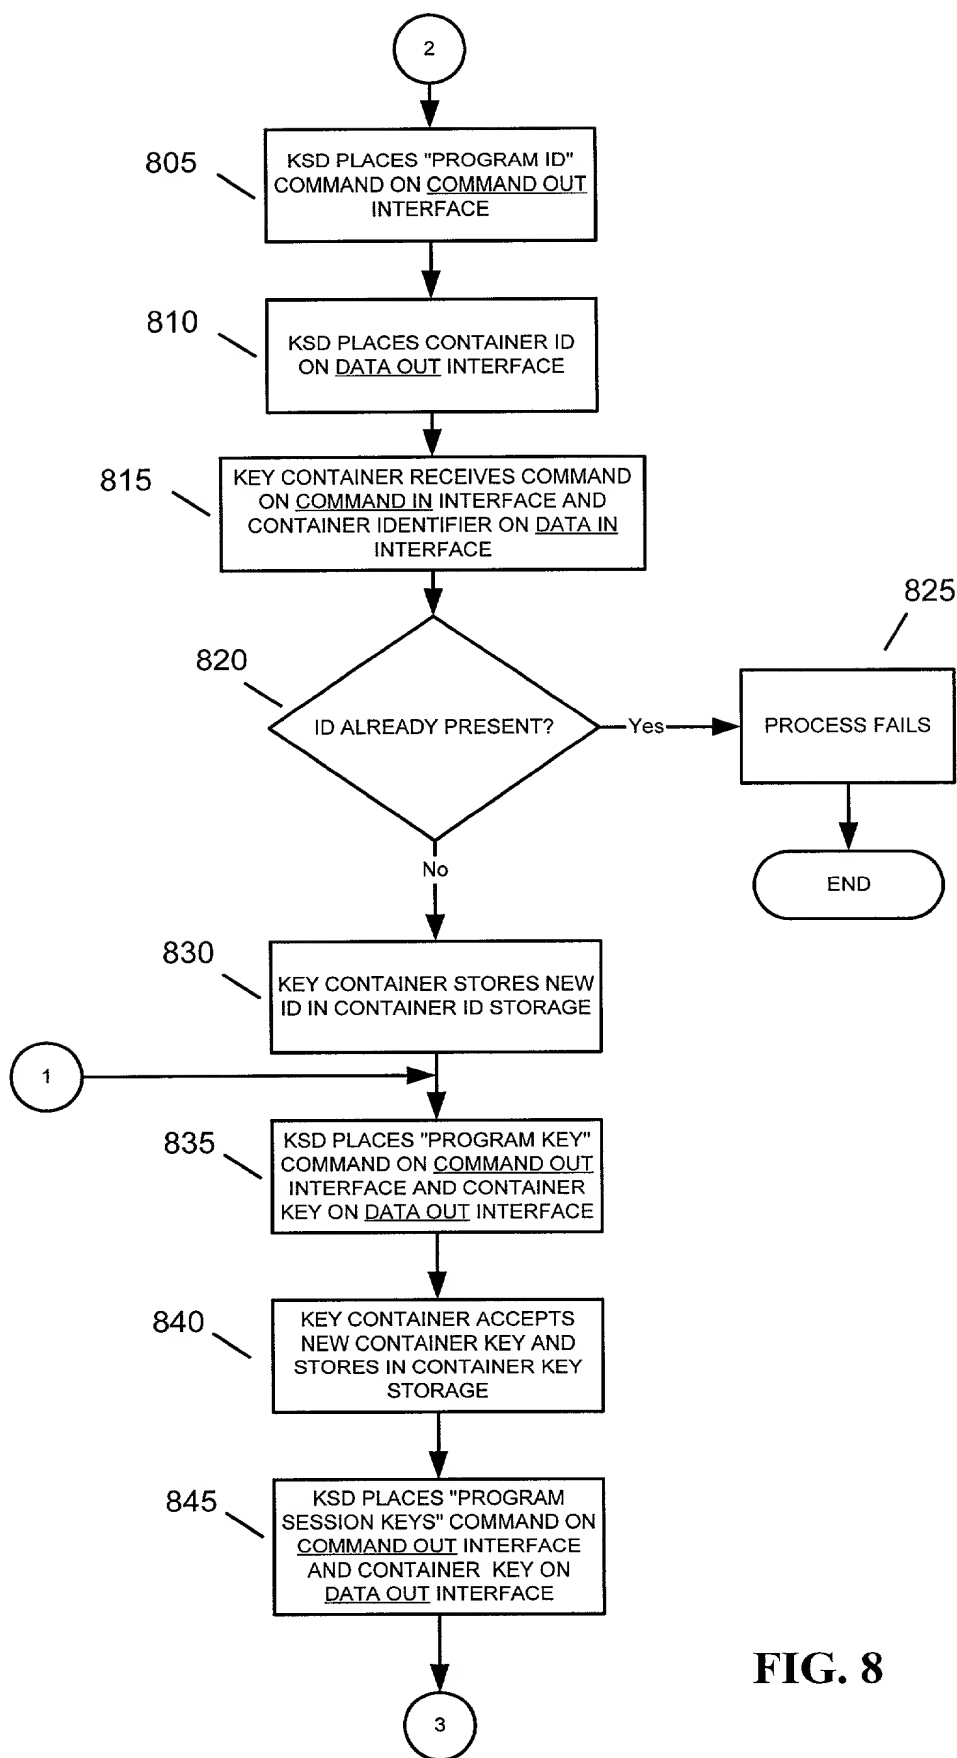 2
805
KSD PLACES "PROGRAM ID"
COMMAND ON COMMAND OUT
INTERFACE
810
KSD PLACES CONTAINER ID
ON DATA OUT INTERFACE
815
KEY CONTAINER RECEIVES COMMAND
ON COMMAND IN INTERFACE AND
CONTAINER IDENTIFIER ON DATA IN
INTERFACE
820
ID ALREADY PRESENT?
Yes
825
PROCESS FAILS
END
No
830
KEY CONTAINER STORES NEW
ID IN CONTAINER ID STORAGE
1
835
KSD PLACES "PROGRAM KEY"
COMMAND ON COMMAND OUT
INTERFACE AND CONTAINER
KEY ON DATA OUT INTERFACE
840
KEY CONTAINER ACCEPTS
NEW CONTAINER KEY AND
STORES IN CONTAINER KEY
STORAGE
845
KSD PLACES "PROGRAM
SESSION KEYS" COMMAND ON
COMMAND OUT INTERFACE
AND CONTAINER KEY ON
DATA OUT INTERFACE
3
FIG. 8